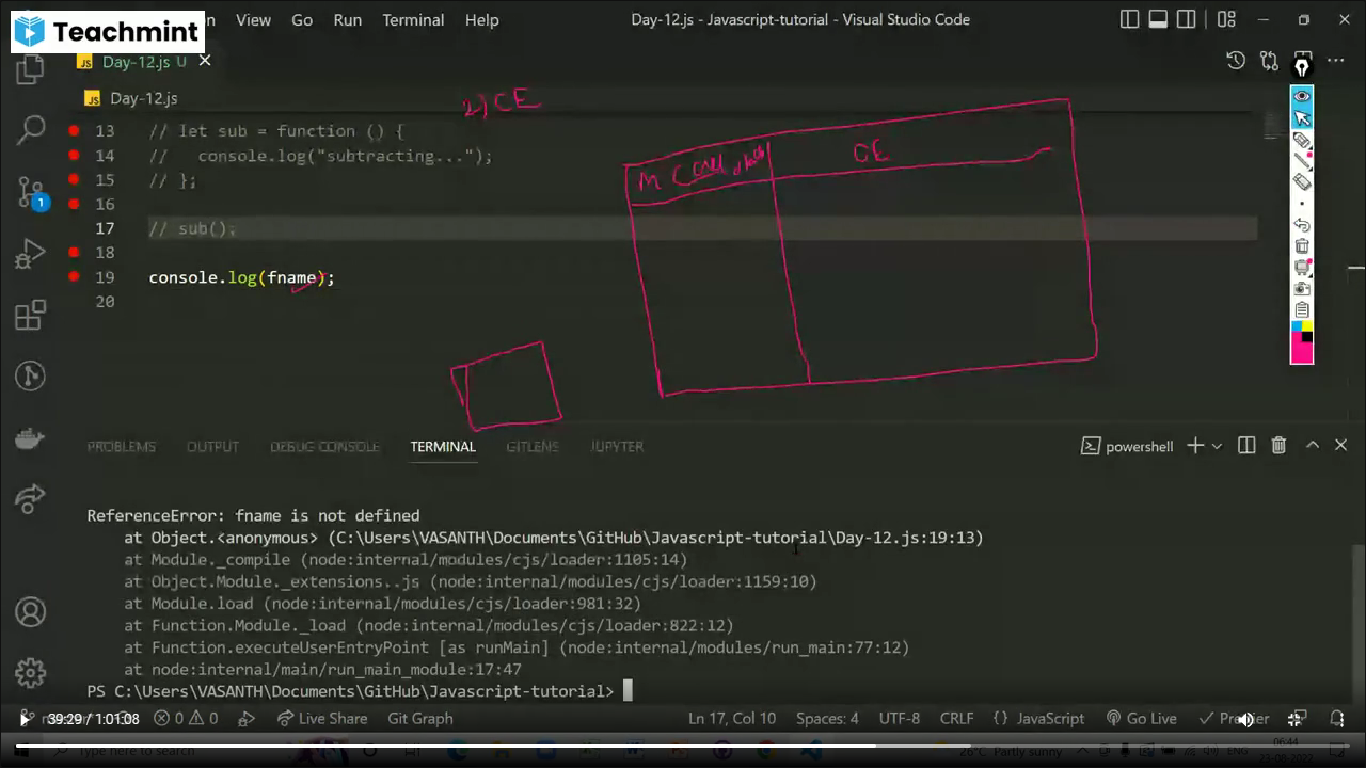 Teachmint
View Go Run Terminal Help
Day-12.js - Javascript-tutorial - Visual Studio Code
Day-12.js U
Day-12.js
2) CE
13 // let sub = function () {
14 //   console.log("subtracting...");
15 // };
16
17 // sub();
18
19 console.log(fname);
20
M C
CE
PROBLEMS OUTPUT DEBUG CONSOLE TERMINAL GITLENS JUPYTER
powershell
ReferenceError: fname is not defined
at Object.<anonymous> (C:\Users\VASANTH\Documents\GitHub\Javascript-tutorial\Day-12.js:19:13)
at Module._compile (node:internal/modules/cjs/loader:1105:14)
at Object.Module._extensions..js (node:internal/modules/cjs/loader:1159:10)
at Module.load (node:internal/modules/cjs/loader:981:32)
at Function.Module._load (node:internal/modules/cjs/loader:822:12)
at Function.executeUserEntryPoint [as runMain] (node:internal/modules/run_main:77:12)
at node:internal/main/run_main_module:17:47
PS C:\Users\VASANTH\Documents\GitHub\Javascript-tutorial>
39:29 / 1:01:08
0 0 Live Share Git Graph
Ln 17, Col 10 Spaces: 4 UTF-8 CRLF {} JavaScript Go Live
Type here to search
26°C Partly sunny ENG
06:44